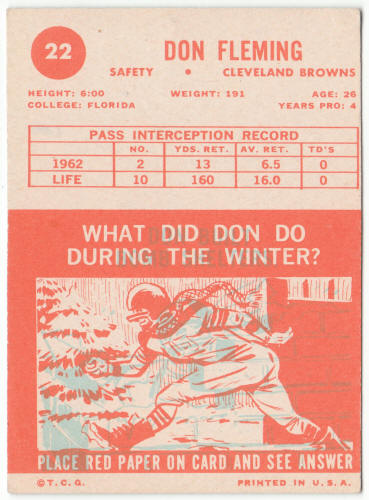 22
DON FLEMING
SAFETY • CLEVELAND BROWNS
HEIGHT: 6:00 WEIGHT: 191 AGE: 26
COLLEGE: FLORIDA YEARS PRO: 4
PASS INTERCEPTION RECORD
NO. YDS. RET. AV. RET. TD'S
1962 2 13 6.5 0
LIFE 10 160 16.0 0
WHAT DID DON DO
DURING THE WINTER?
PLACE RED PAPER ON CARD AND SEE ANSWER
©T.C.G. PRINTED IN U.S.A.